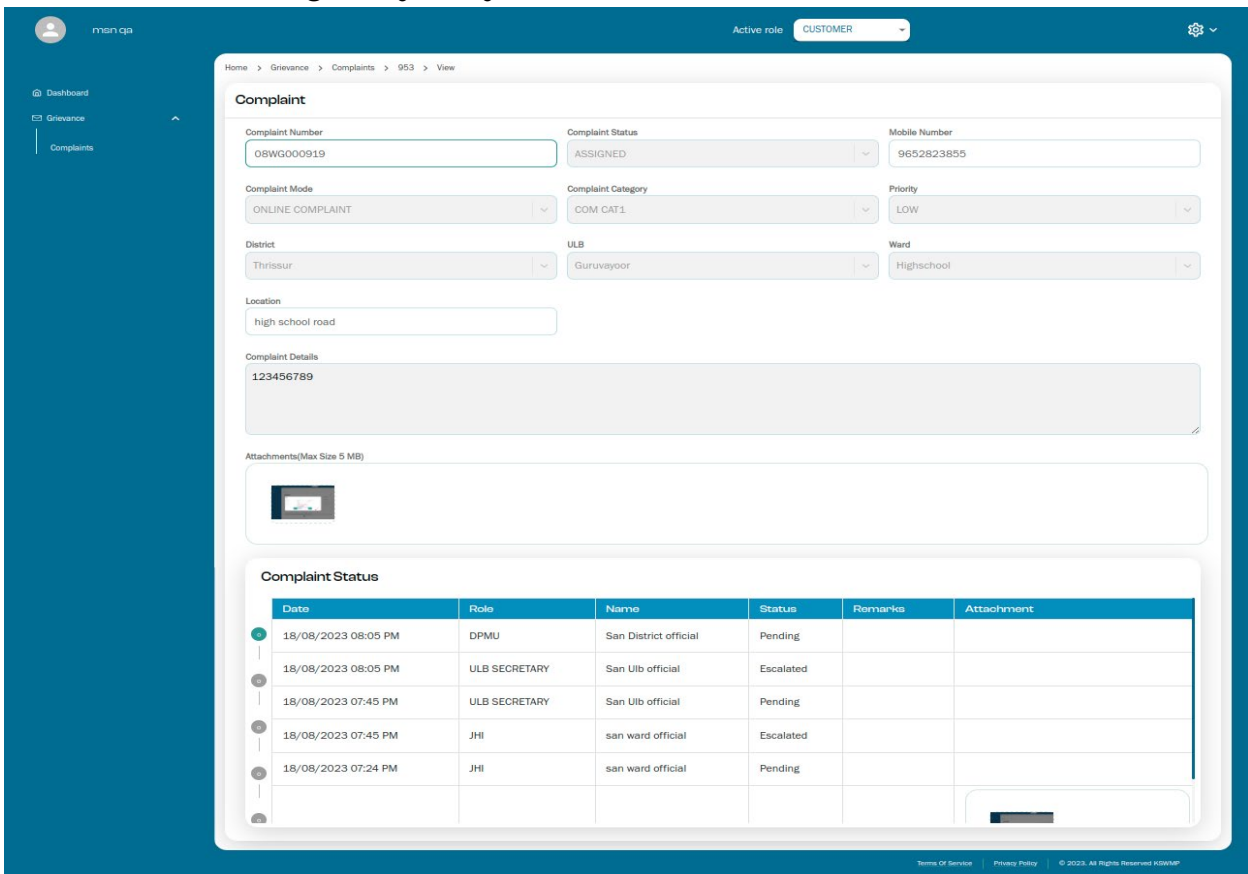 msn qa
Active role CUSTOMER
Home > Grievance > Complaints > 953 > View
Dashboard
Grievance
Complaints
Complaint
Complaint Number Complaint Status Mobile Number
08WG000919 ASSIGNED 9652823855
Complaint Mode Complaint Category Priority
ONLINE COMPLAINT COM CAT1 LOW
District ULB Ward
Thrissur Guruvayoor Highschool
Location
high school road
Complaint Details
123456789
Attachments(Max Size 5 MB)
Complaint Status
Date Role Name Status Remarks Attachment
18/08/2023 08:05 PM DPMU San District official Pending
18/08/2023 08:05 PM ULB SECRETARY San Ulb official Escalated
18/08/2023 07:45 PM ULB SECRETARY San Ulb official Pending
18/08/2023 07:45 PM JHI san ward official Escalated
18/08/2023 07:24 PM JHI san ward official Pending
Terms Of Service | Privacy Policy | © 2023. All Rights Reserved KSWMP